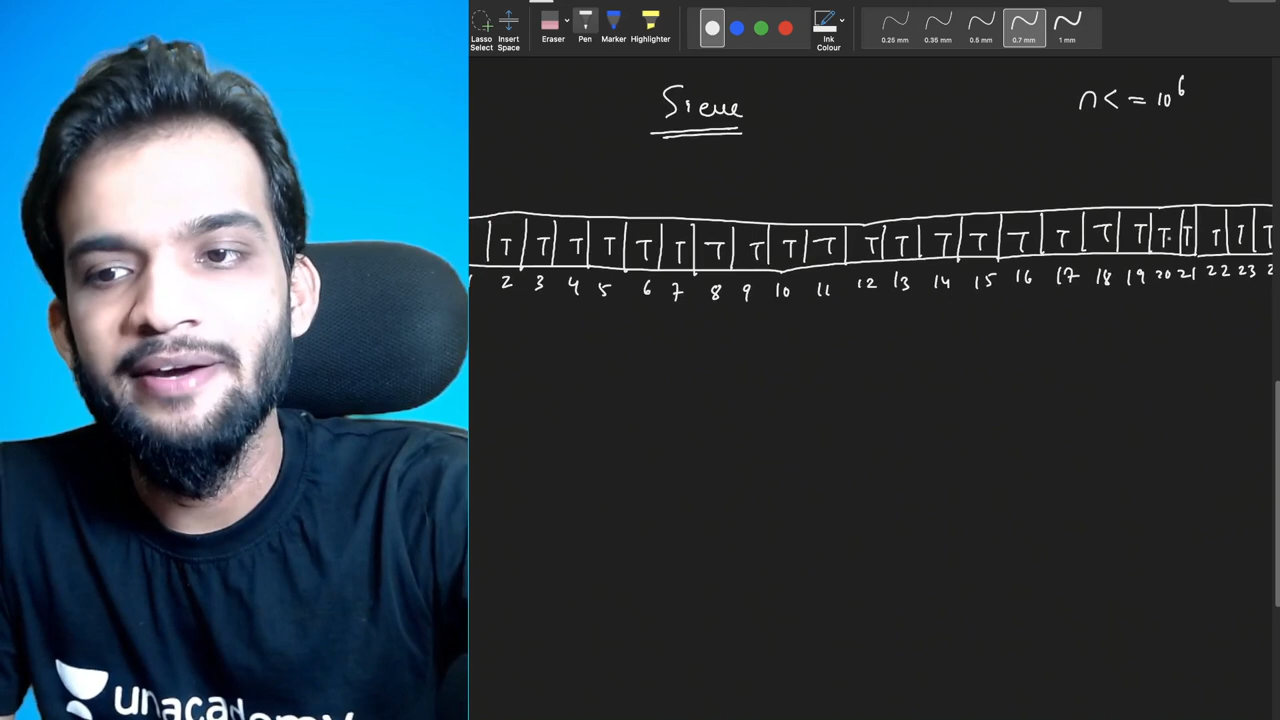 Lasso Select
Insert Space
Eraser
Pen
Marker
Highlighter
Ink Colour
0.25 mm
0.35 mm
0.5 mm
0.7 mm
1 mm
Sieve
n<=10^6
T T T T T T T T T T T T T T T T T T T T T T
2 3 4 5 6 7 8 9 10 11 12 13 14 15 16 17 18 19 20 21 22 23 2
unacademy